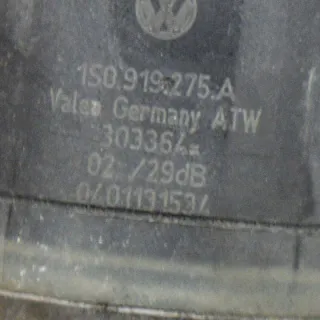 1S0.919.275.A
Valeo Germany ATW
303364
02 /29dB
0401131534